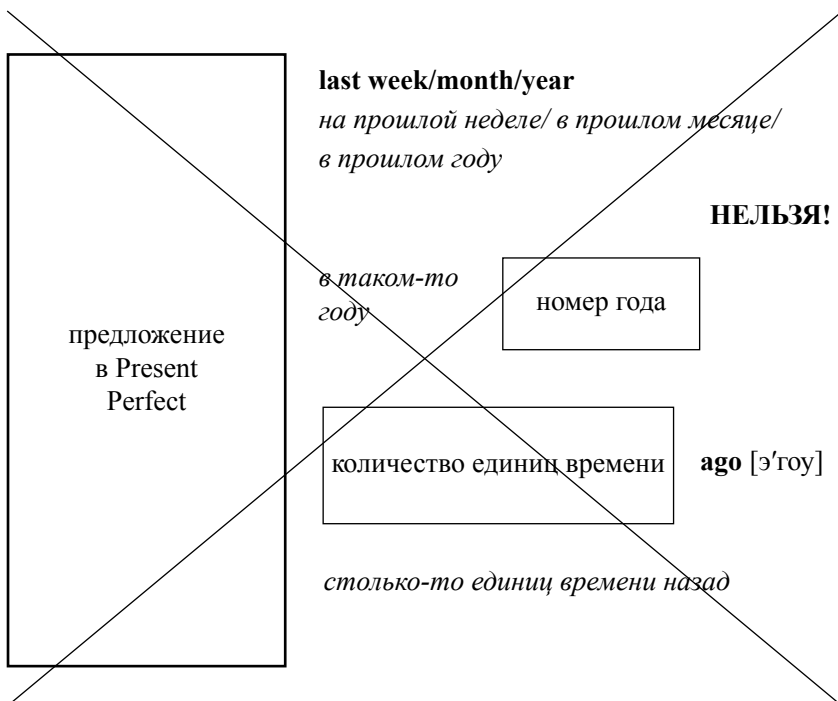 last week/month/year
на прошлой неделе/ в прошлом месяце/
в прошлом году
НЕЛЬЗЯ!
в таком-то
году
номер года
предложение
в Present
Perfect
количество единиц времени
ago [э′гоу]
столько-то единиц времени назад